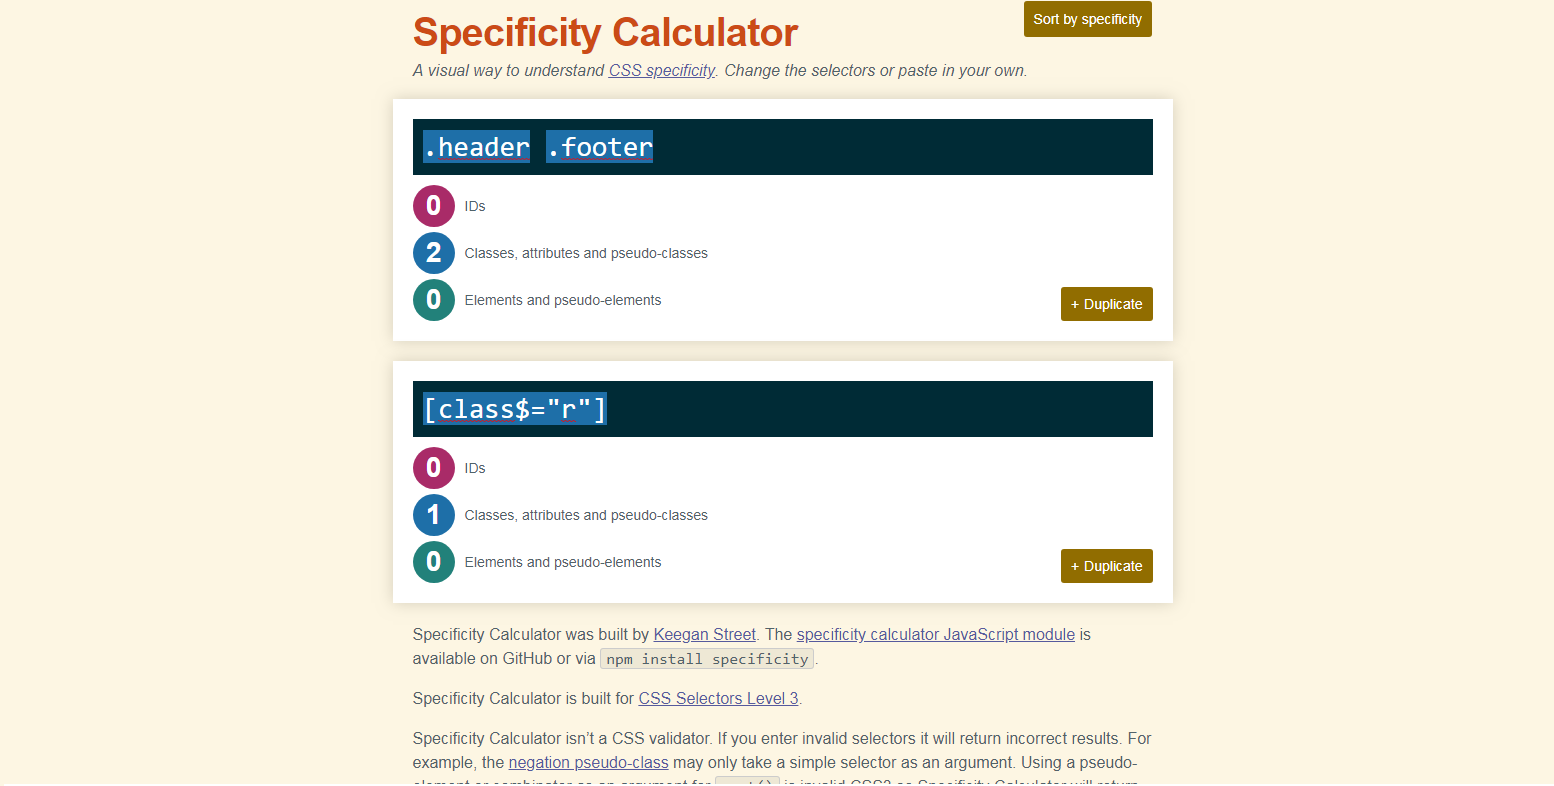 Specificity Calculator
Sort by specificity
A visual way to understand CSS specificity. Change the selectors or paste in your own.
.header .footer
0 IDs
2 Classes, attributes and pseudo-classes
0 Elements and pseudo-elements
+ Duplicate
[class$="r"]
0 IDs
1 Classes, attributes and pseudo-classes
0 Elements and pseudo-elements
+ Duplicate
Specificity Calculator was built by Keegan Street. The specificity calculator JavaScript module is
available on GitHub or via npm install specificity.
Specificity Calculator is built for CSS Selectors Level 3.
Specificity Calculator isn’t a CSS validator. If you enter invalid selectors it will return incorrect results. For
example, the negation pseudo-class may only take a simple selector as an argument. Using a pseudo-